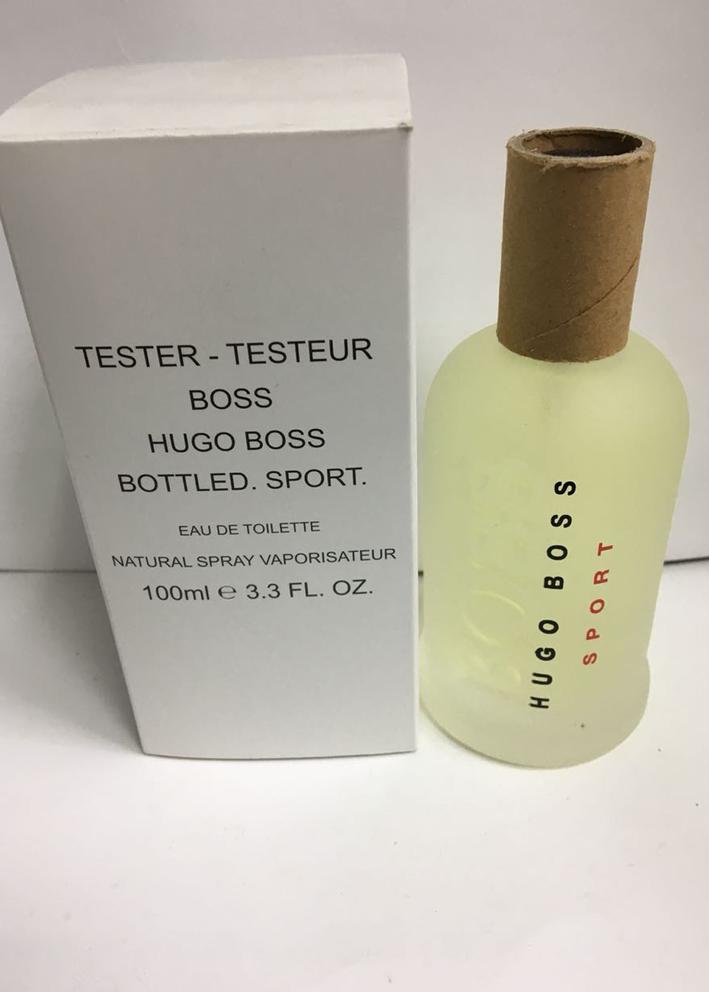 TESTER - TESTEUR
BOSS
HUGO BOSS
BOTTLED. SPORT.
EAU DE TOILETTE
NATURAL SPRAY VAPORISATEUR
100ml ℮ 3.3 FL. OZ.
HUGO BOSS
SPORT
BOSS